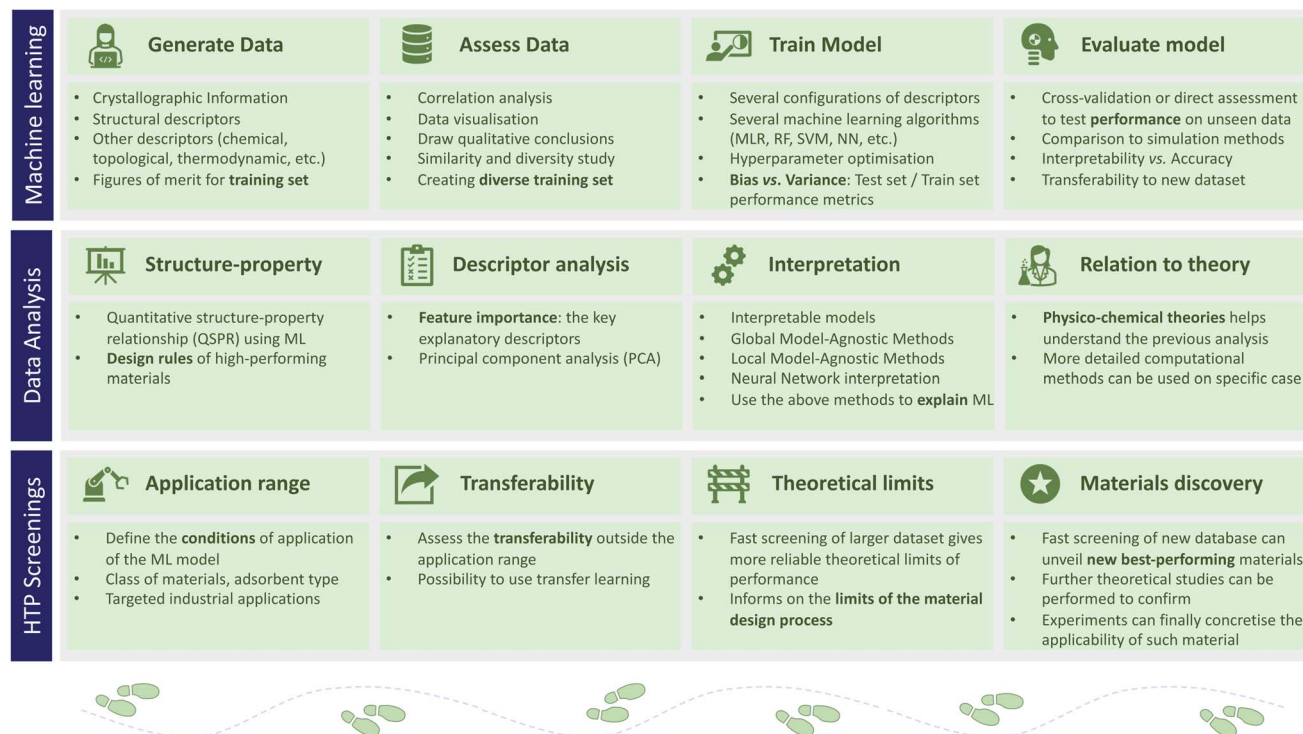 Machine learning
Generate Data
• Crystallographic Information
• Structural descriptors
• Other descriptors (chemical,
topological, thermodynamic, etc.)
• Figures of merit for training set
Assess Data
• Correlation analysis
• Data visualisation
• Draw qualitative conclusions
• Similarity and diversity study
• Creating diverse training set
Train Model
• Several configurations of descriptors
• Several machine learning algorithms
(MLR, RF, SVM, NN, etc.)
• Hyperparameter optimisation
• Bias vs. Variance: Test set / Train set
performance metrics
Evaluate model
• Cross-validation or direct assessment
to test performance on unseen data
• Comparison to simulation methods
• Interpretability vs. Accuracy
• Transferability to new dataset
Data Analysis
Structure-property
• Quantitative structure-property
relationship (QSPR) using ML
• Design rules of high-performing
materials
Descriptor analysis
• Feature importance: the key
explanatory descriptors
• Principal component analysis (PCA)
Interpretation
• Interpretable models
• Global Model-Agnostic Methods
• Local Model-Agnostic Methods
• Neural Network interpretation
• Use the above methods to explain ML
Relation to theory
• Physico-chemical theories helps
understand the previous analysis
• More detailed computational
methods can be used on specific case
HTP Screenings
Application range
• Define the conditions of application
of the ML model
• Class of materials, adsorbent type
• Targeted industrial applications
Transferability
• Assess the transferability outside the
application range
• Possibility to use transfer learning
Theoretical limits
• Fast screening of larger dataset gives
more reliable theoretical limits of
performance
• Informs on the limits of the material
design process
Materials discovery
• Fast screening of new database can
unveil new best-performing materials
• Further theoretical studies can be
performed to confirm
• Experiments can finally concretise the
applicability of such material